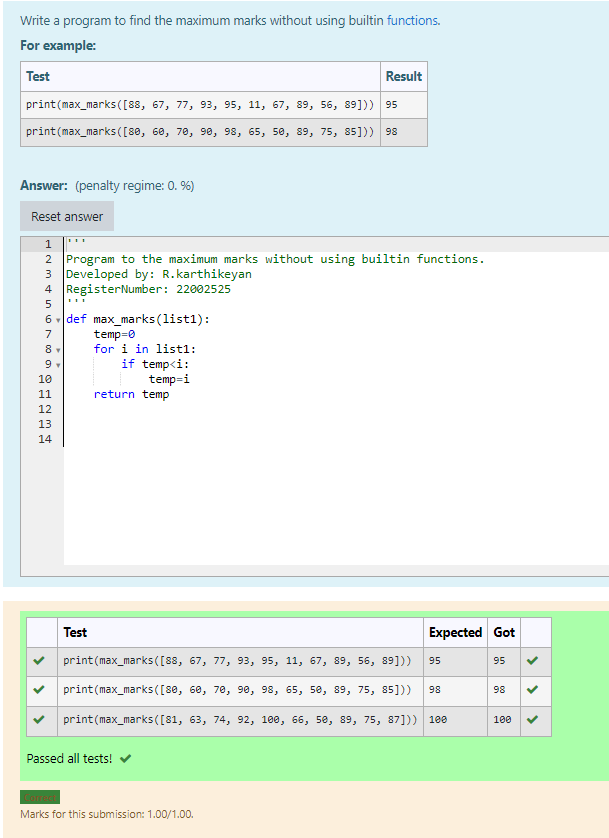 Write a program to find the maximum marks without using builtin functions.
For example:
Test Result
print(max_marks([88, 67, 77, 93, 95, 11, 67, 89, 56, 89])) 95
print(max_marks([80, 60, 70, 90, 98, 65, 50, 89, 75, 85])) 98
Answer: (penalty regime: 0. %)
Reset answer
1 '''
2 Program to the maximum marks without using builtin functions.
3 Developed by: R.karthikeyan
4 RegisterNumber: 22002525
5 '''
6 def max_marks(list1):
7 temp=0
8 for i in list1:
9 if temp<i:
10 temp=i
11 return temp
12
13
14
Test Expected Got
print(max_marks([88, 67, 77, 93, 95, 11, 67, 89, 56, 89])) 95 95
print(max_marks([80, 60, 70, 90, 98, 65, 50, 89, 75, 85])) 98 98
print(max_marks([81, 63, 74, 92, 100, 66, 50, 89, 75, 87])) 100 100
Passed all tests!
Correct
Marks for this submission: 1.00/1.00.